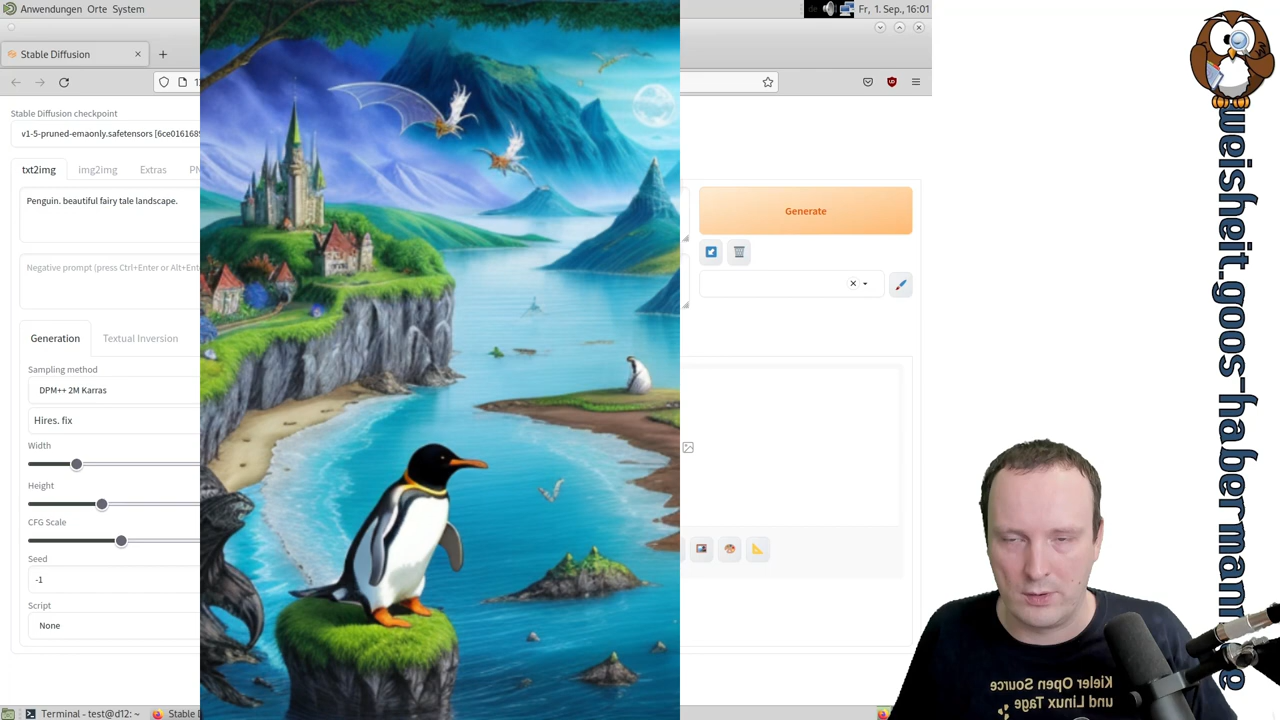 Anwendungen Orte System
de
Fr, 1. Sep., 16:01
Stable Diffusion
Stable Diffusion checkpoint
v1-5-pruned-emaonly.safetensors [6ce016168
txt2img
img2img
Extras
PN
Penguin. beautiful fairy tale landscape.
Generate
Negative prompt (press Ctrl+Enter or Alt+Ent
Generation
Textual Inversion
Sampling method
DPM++ 2M Karras
Hires. fix
Width
Height
CFG Scale
Seed
-1
Script
None
Terminal - test@d12: ~
Stable D
Kieler Open Source
und Linux Tage
weisheit.goos-habermann